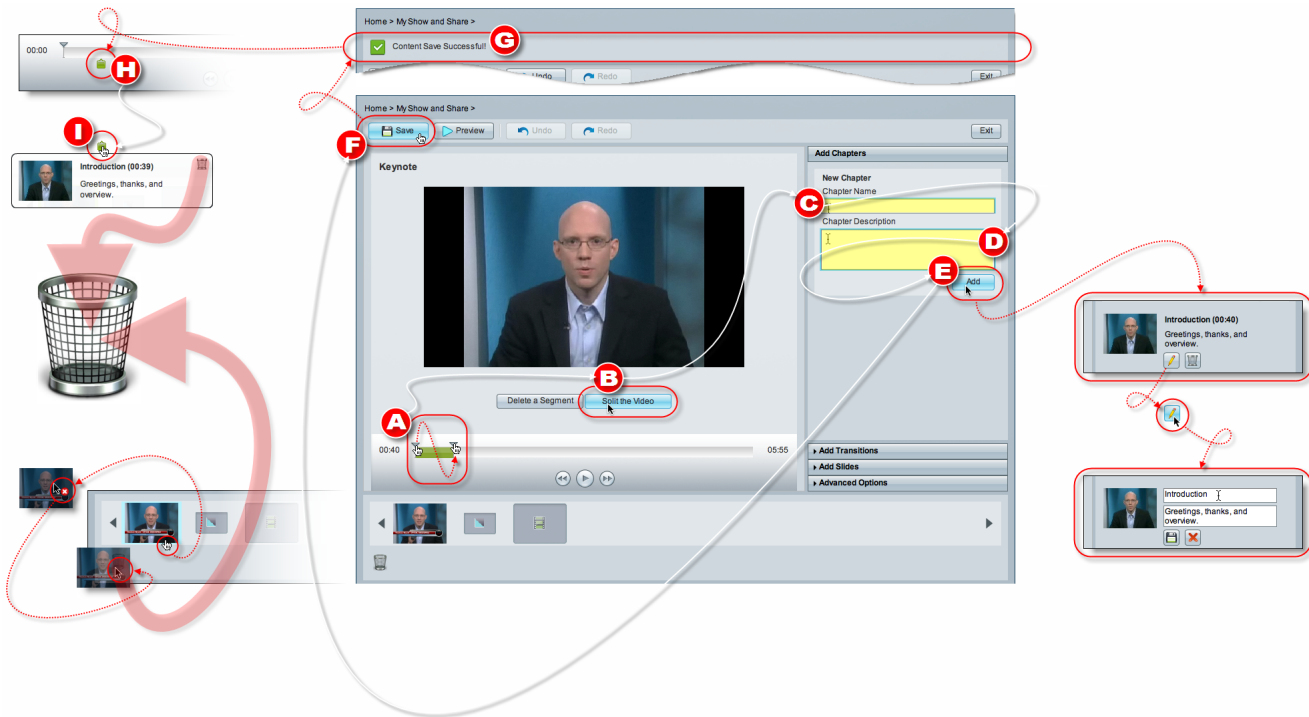 Home > My Show and Share >
G
Content Save Successful!
Undo
Redo
Exit
00:00
H
I
Introduction (00:39)
Greetings, thanks, and
overview.
Home > My Show and Share >
F
Save
Preview
Undo
Redo
Exit
Keynote
Add Chapters
New Chapter
Chapter Name
C
Chapter Description
D
E
Add
B
Delete a Segment
Split the Video
A
00:40
05:55
Add Transitions
Add Slides
Advanced Options
Introduction (00:40)
Greetings, thanks, and
overview.
Introduction
Greetings, thanks, and
overview.